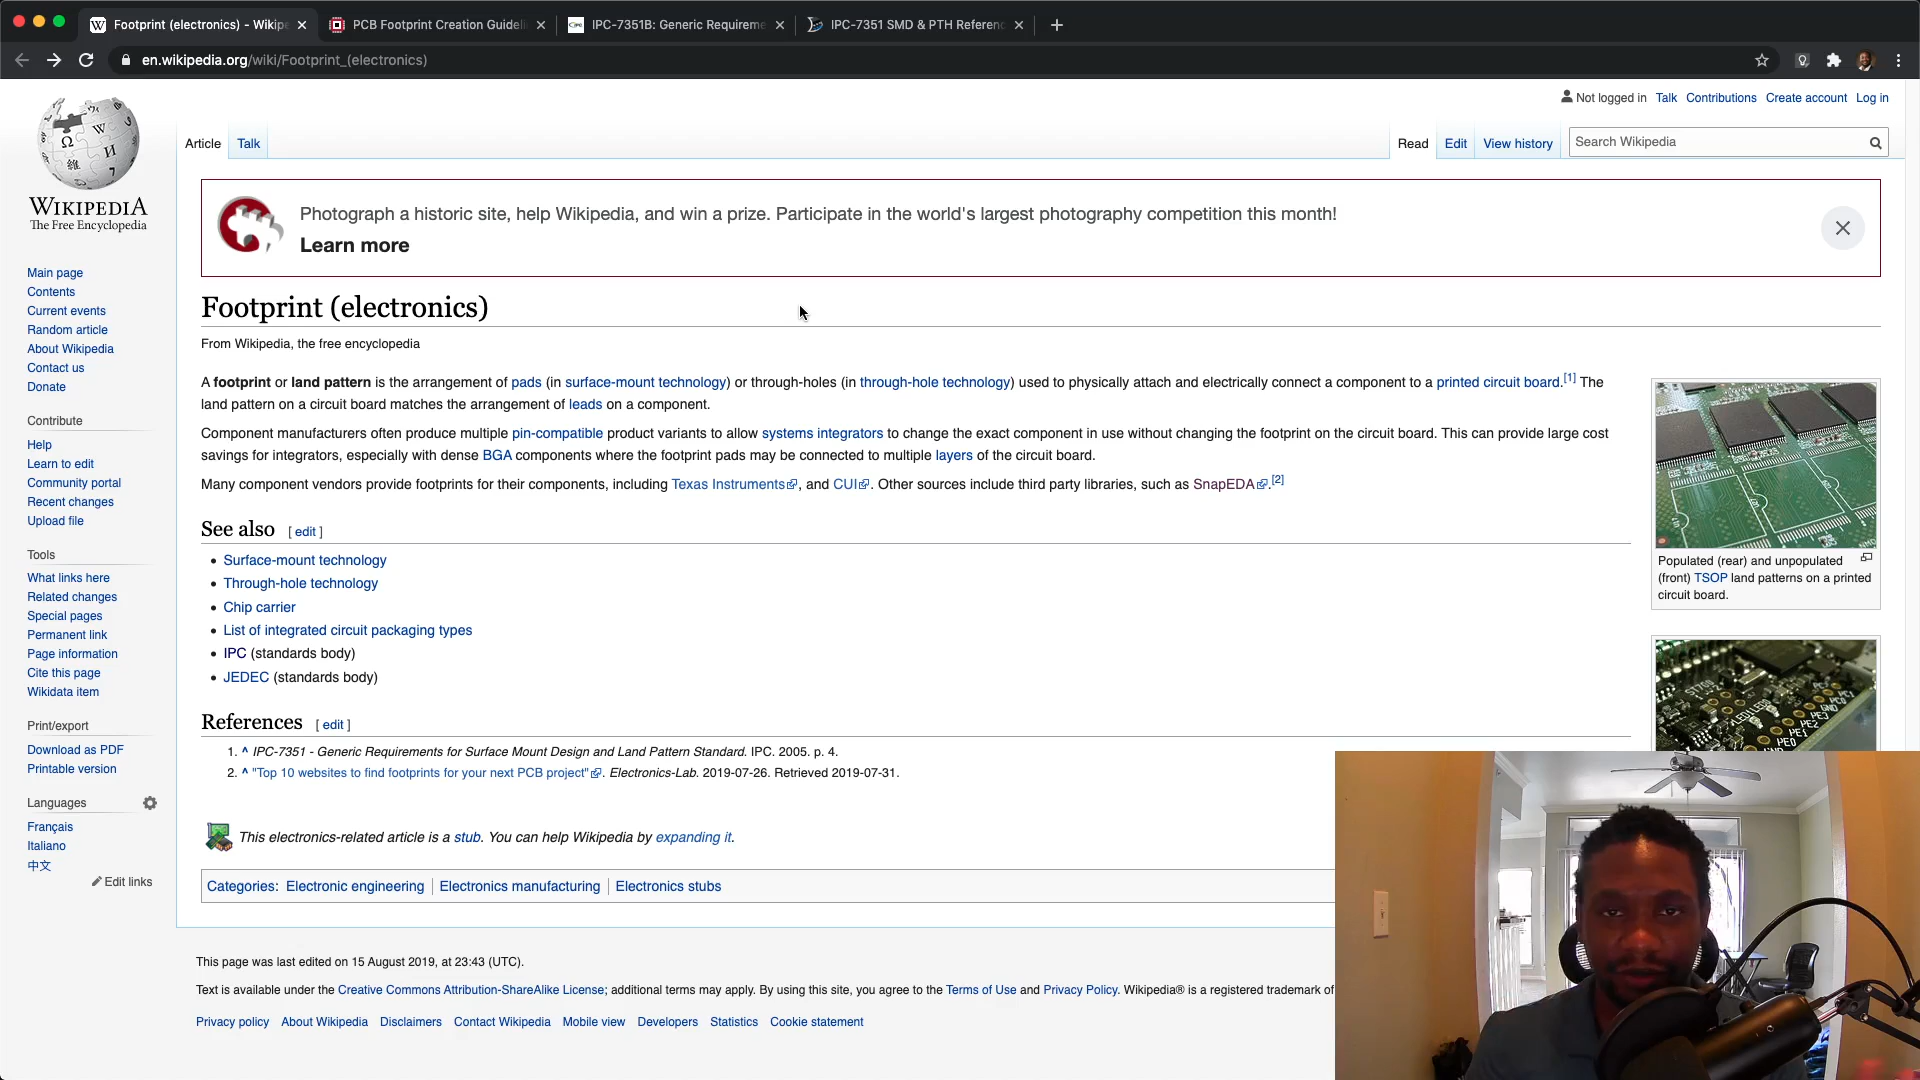 Footprint (electronics) - Wikipe
PCB Footprint Creation Guideli
IPC-7351B: Generic Requireme
IPC-7351 SMD & PTH Referenc
en.wikipedia.org/wiki/Footprint_(electronics)
Not logged in Talk Contributions Create account Log in
Article Talk
Read Edit View history
Search Wikipedia
WIKIPEDIA
The Free Encyclopedia
Main page
Contents
Current events
Random article
About Wikipedia
Contact us
Donate
Contribute
Help
Learn to edit
Community portal
Recent changes
Upload file
Tools
What links here
Related changes
Special pages
Permanent link
Page information
Cite this page
Wikidata item
Print/export
Download as PDF
Printable version
Languages
Français
Italiano
中文
Edit links
Photograph a historic site, help Wikipedia, and win a prize. Participate in the world's largest photography competition this month!
Learn more
Footprint (electronics)
From Wikipedia, the free encyclopedia
A footprint or land pattern is the arrangement of pads (in surface-mount technology) or through-holes (in through-hole technology) used to physically attach and electrically connect a component to a printed circuit board.[1] The
land pattern on a circuit board matches the arrangement of leads on a component.
Component manufacturers often produce multiple pin-compatible product variants to allow systems integrators to change the exact component in use without changing the footprint on the circuit board. This can provide large cost
savings for integrators, especially with dense BGA components where the footprint pads may be connected to multiple layers of the circuit board.
Many component vendors provide footprints for their components, including Texas Instruments, and CUI. Other sources include third party libraries, such as SnapEDA.[2]
Populated (rear) and unpopulated
(front) TSOP land patterns on a printed
circuit board.
See also [ edit ]
Surface-mount technology
Through-hole technology
Chip carrier
List of integrated circuit packaging types
IPC (standards body)
JEDEC (standards body)
References [ edit ]
1. ^ IPC-7351 - Generic Requirements for Surface Mount Design and Land Pattern Standard. IPC. 2005. p. 4.
2. ^ "Top 10 websites to find footprints for your next PCB project". Electronics-Lab. 2019-07-26. Retrieved 2019-07-31.
This electronics-related article is a stub. You can help Wikipedia by expanding it.
Categories: Electronic engineering Electronics manufacturing Electronics stubs
This page was last edited on 15 August 2019, at 23:43 (UTC).
Text is available under the Creative Commons Attribution-ShareAlike License; additional terms may apply. By using this site, you agree to the Terms of Use and Privacy Policy. Wikipedia® is a registered trademark of
Privacy policy About Wikipedia Disclaimers Contact Wikipedia Mobile view Developers Statistics Cookie statement